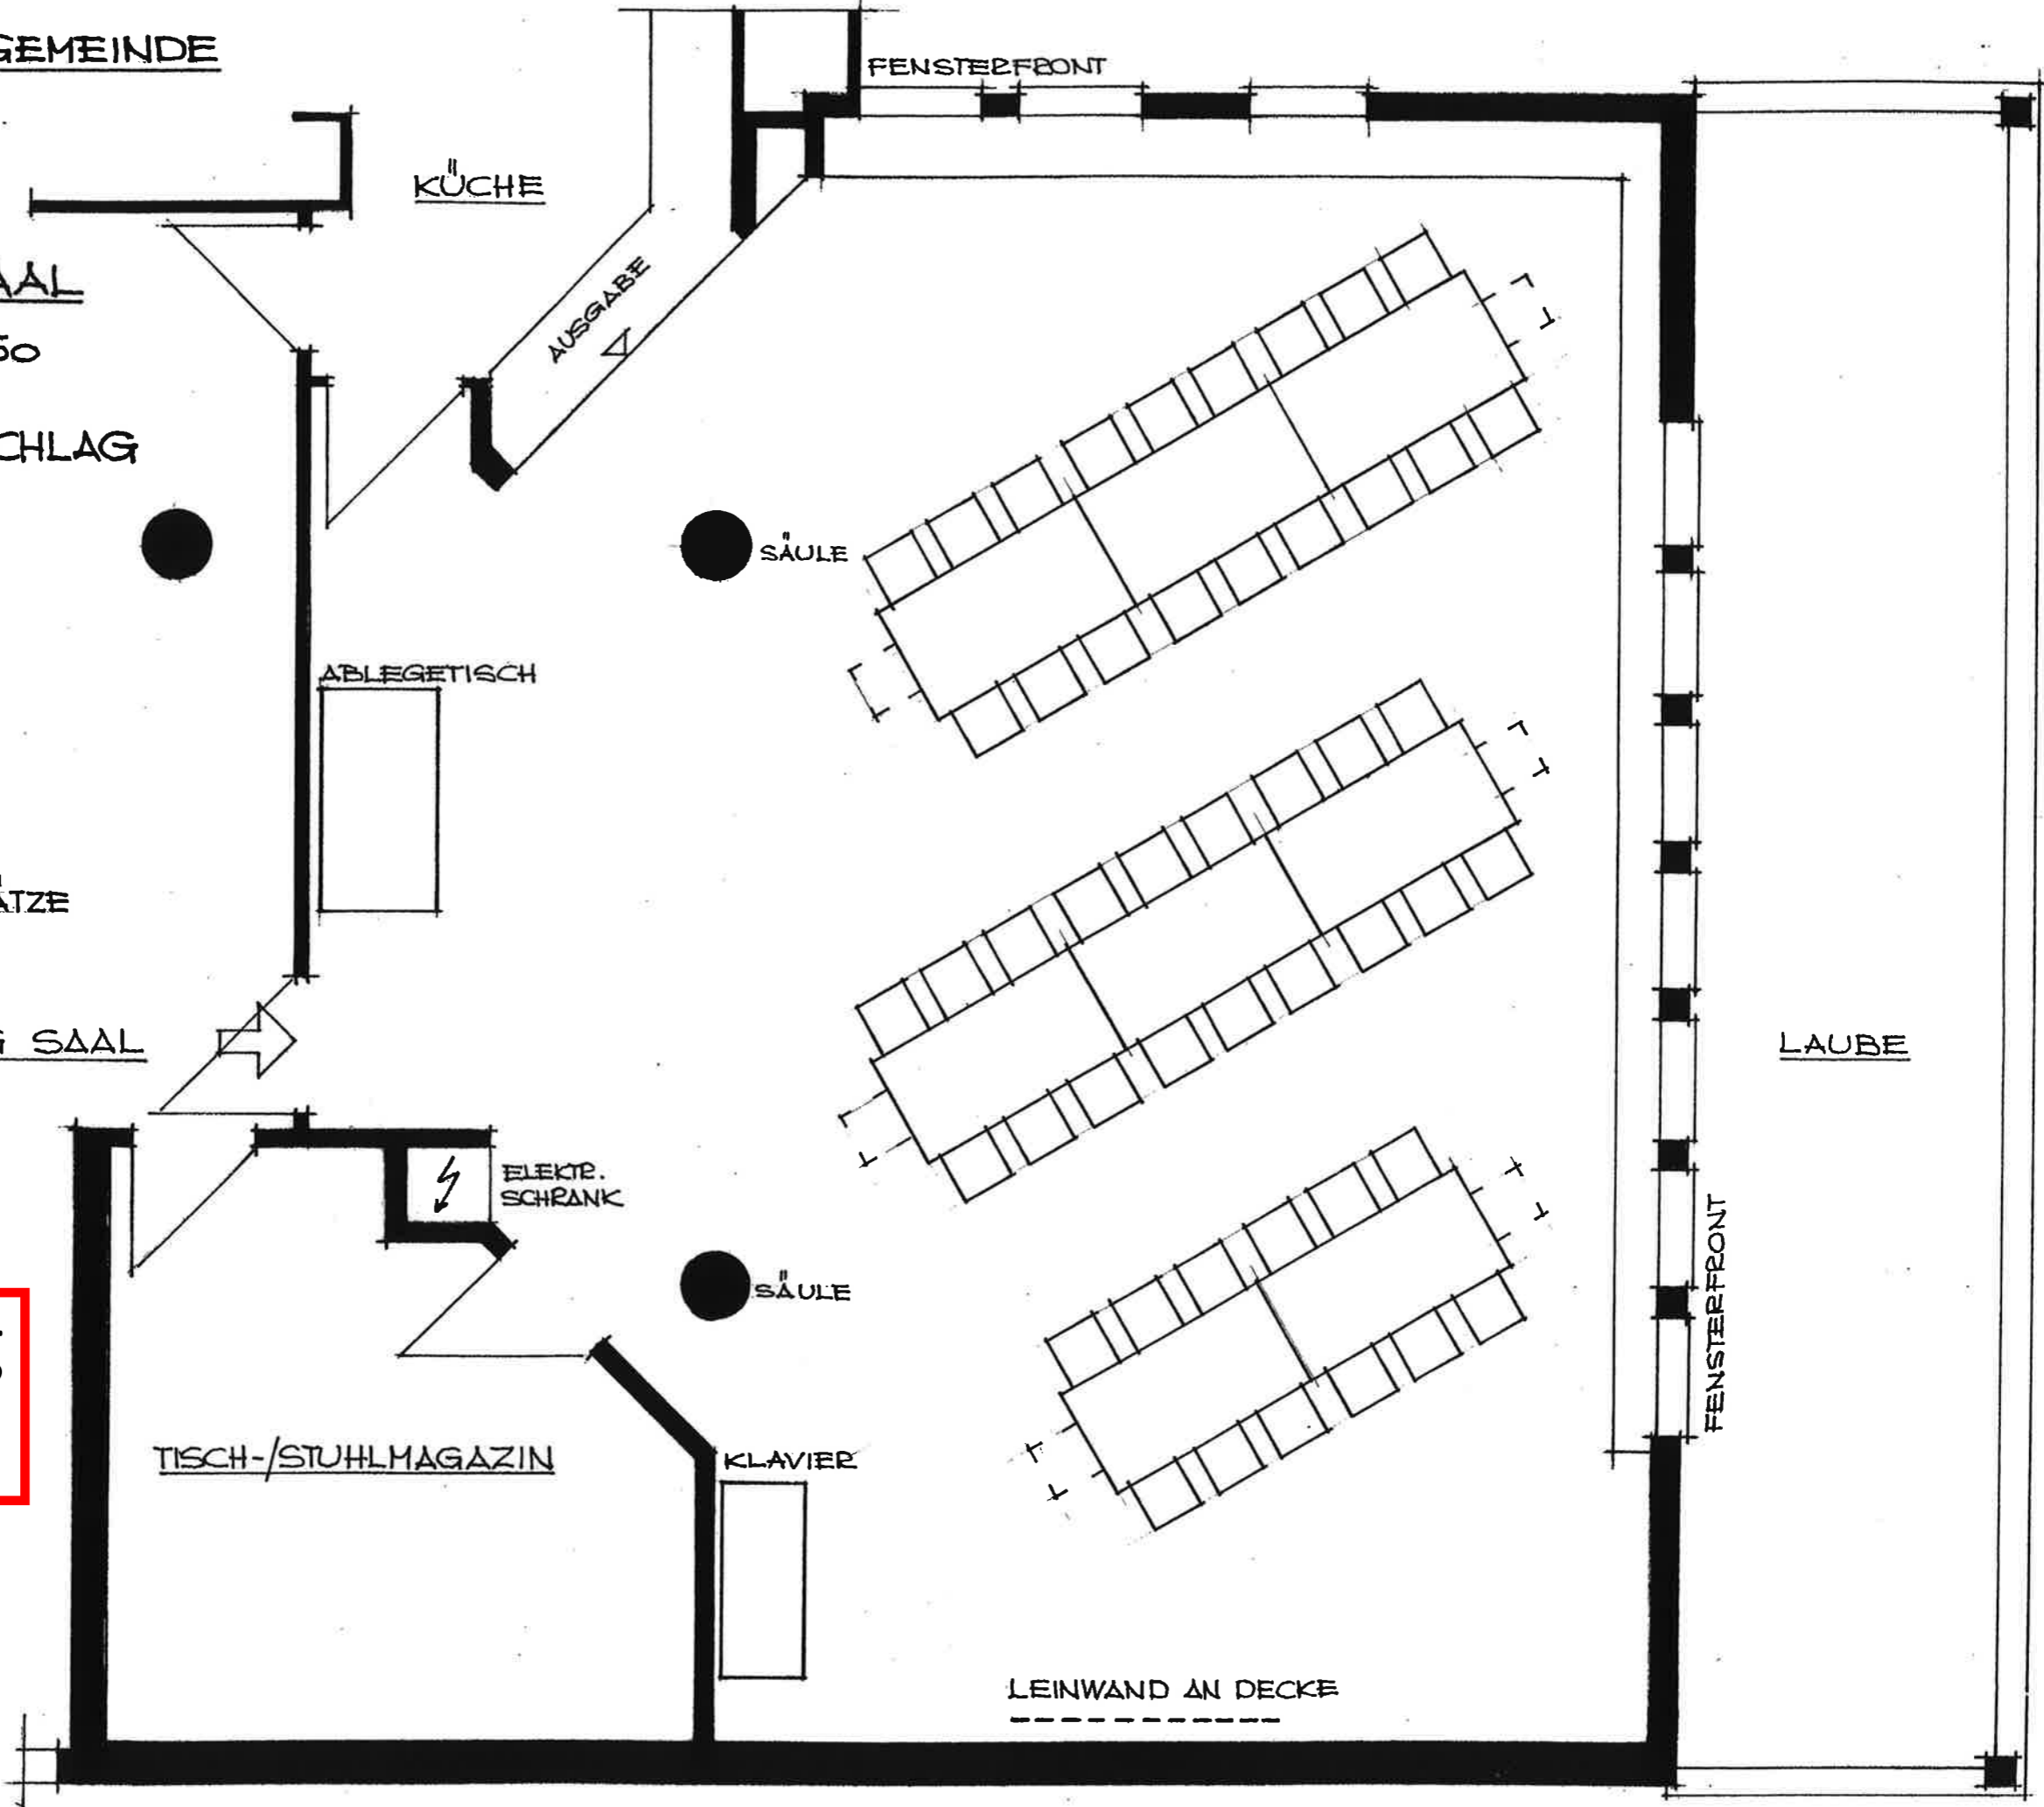 GEMEINDE
FENSTERFRONT
KÜCHE
AAL
AUSGABE
50
CHLAG
SÄULE
ABLEGETISCH
ÄTZE
SAAL
LAUBE
ELEKTR.
SCHRANK
SÄULE
FENSTERFRONT
TISCH-/STUHLMAGAZIN
KLAVIER
LEINWAND AN DECKE